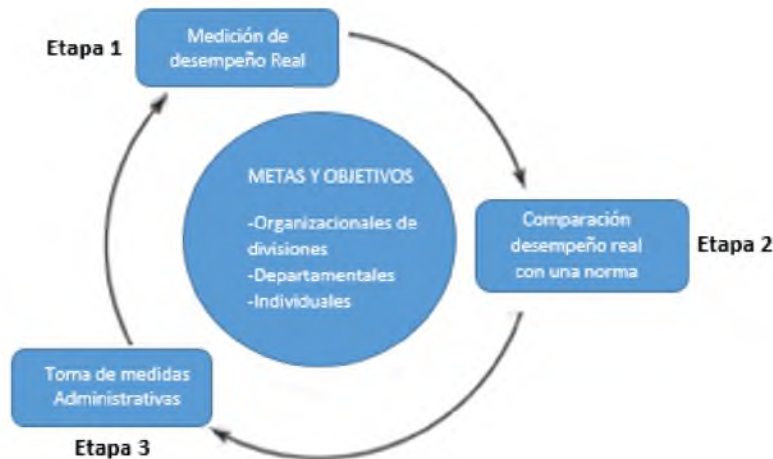 Etapa 1
Medición de
desempeño Real
METAS Y OBJETIVOS
-Organizacionales de
divisiones
-Departamentales
-Individuales
Comparación
desempeño real
con una norma
Etapa 2
Toma de medidas
Administrativas
Etapa 3